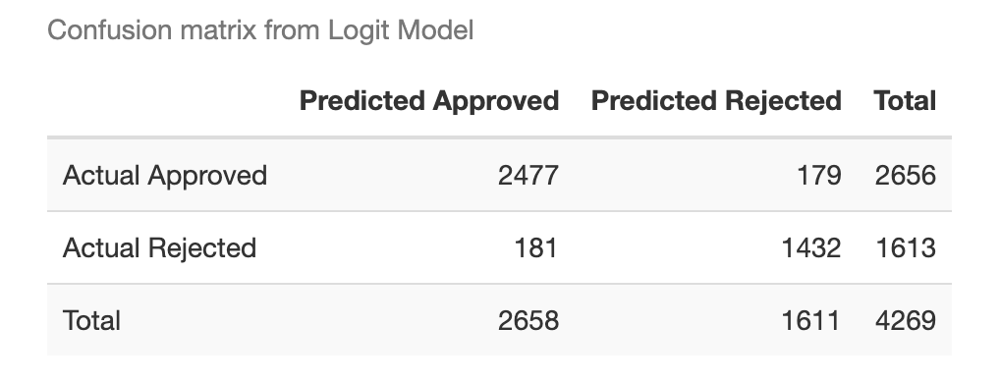 Confusion matrix from Logit Model
Predicted Approved Predicted Rejected Total
Actual Approved 2477 179 2656
Actual Rejected 181 1432 1613
Total 2658 1611 4269